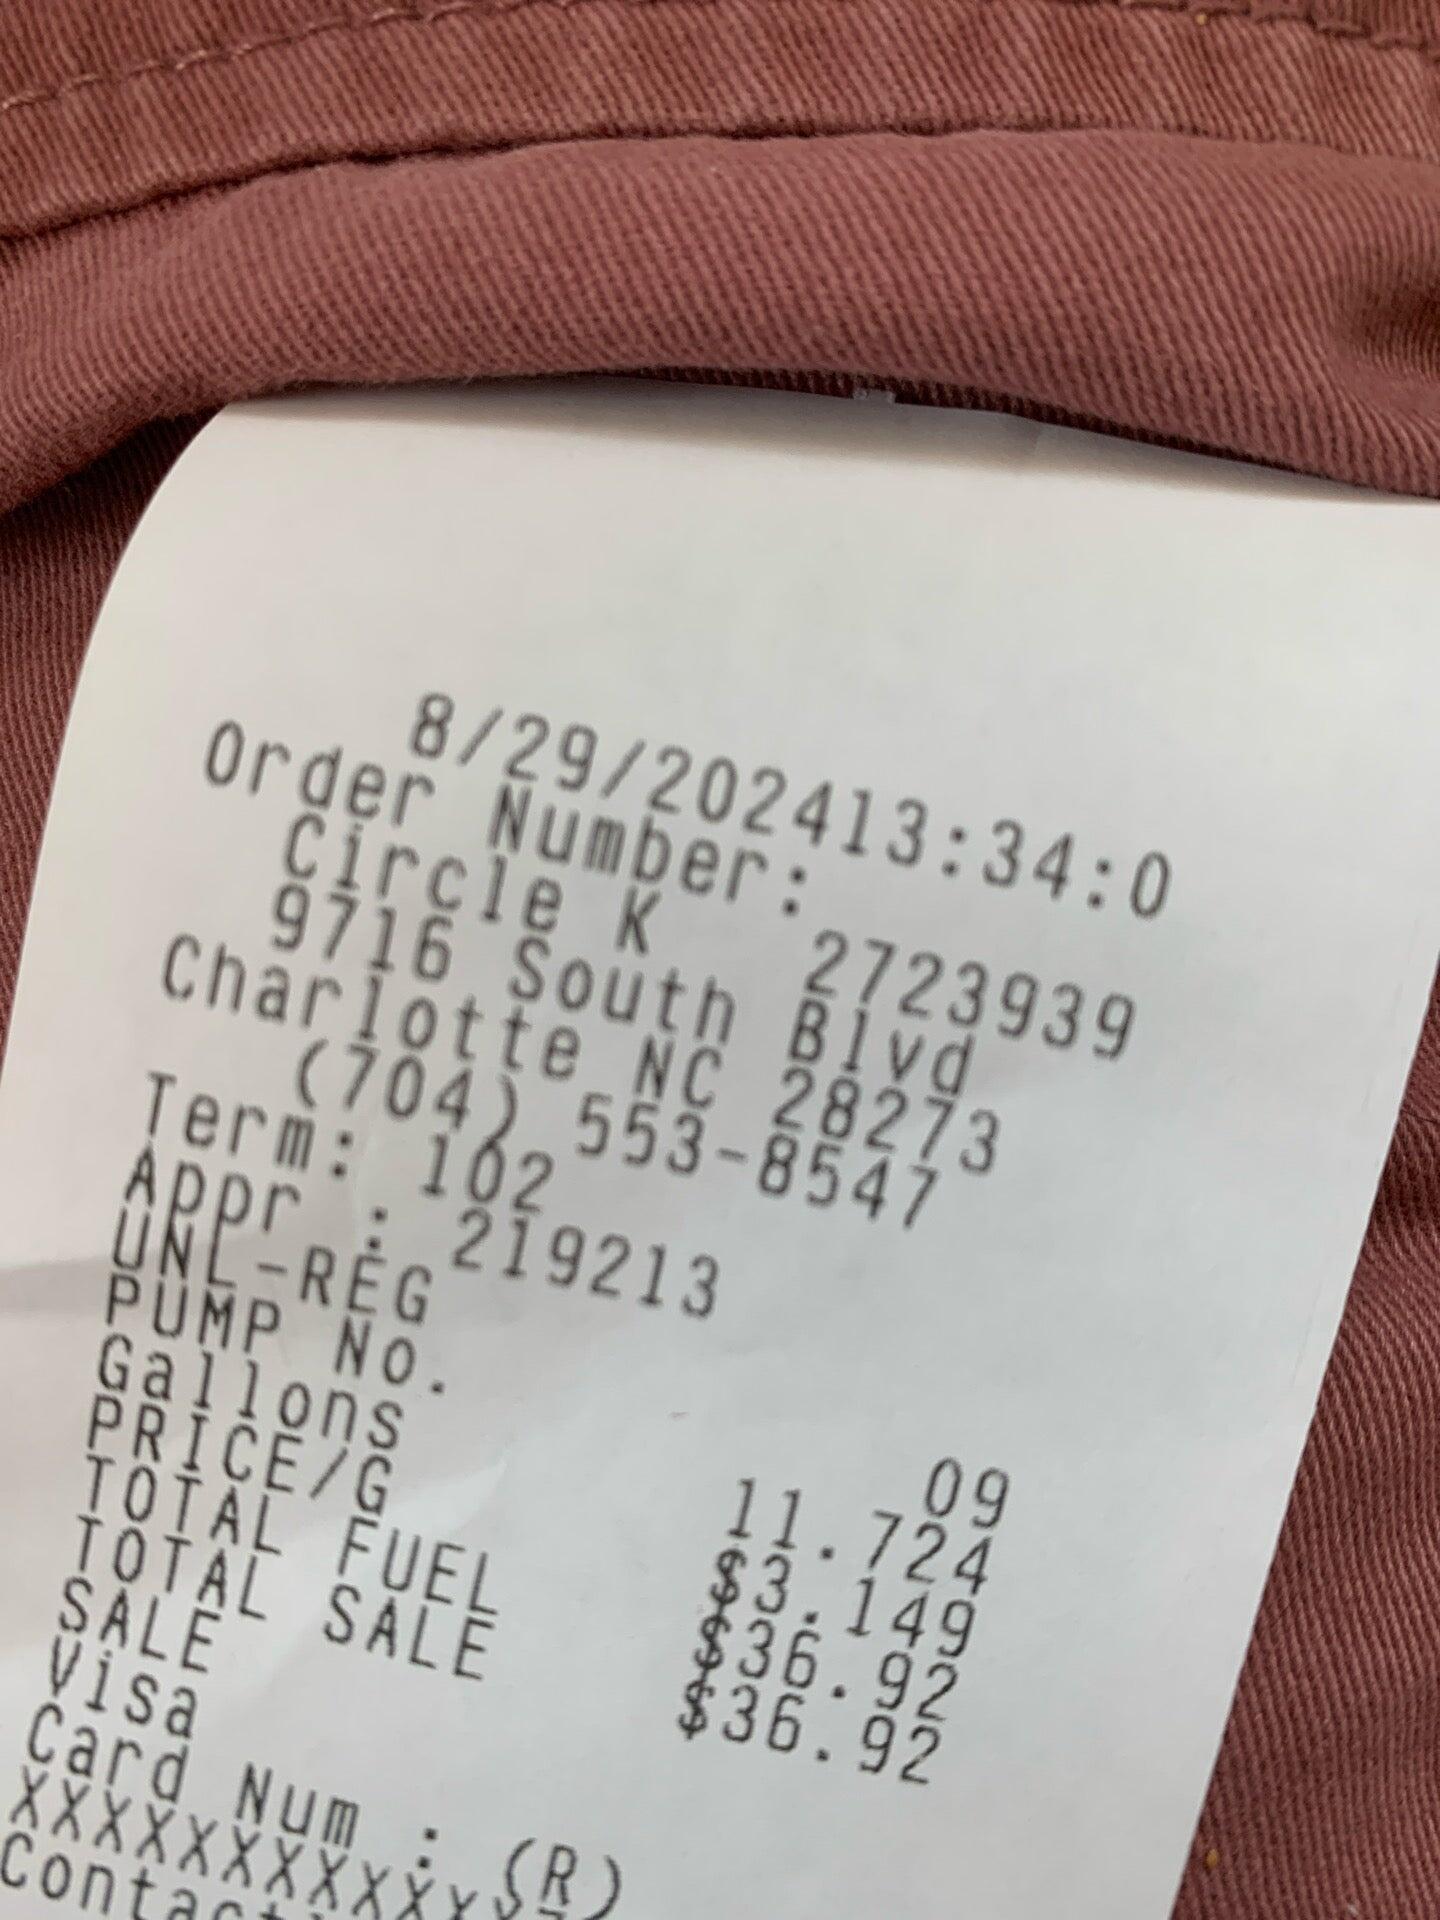 8/29/202413:34:0
Order Number: 2723939
Circle K
9716 South Blvd
Charlotte NC 28273
(704) 553-8547
Term: 102
Appr : 219213
UNL-REG
PUMP No. 09
Gallons 11.724
PRICE/G $3.149
TOTAL FUEL $36.92
TOTAL SALE $36.92
SALE
Visa
Card Num : (R)